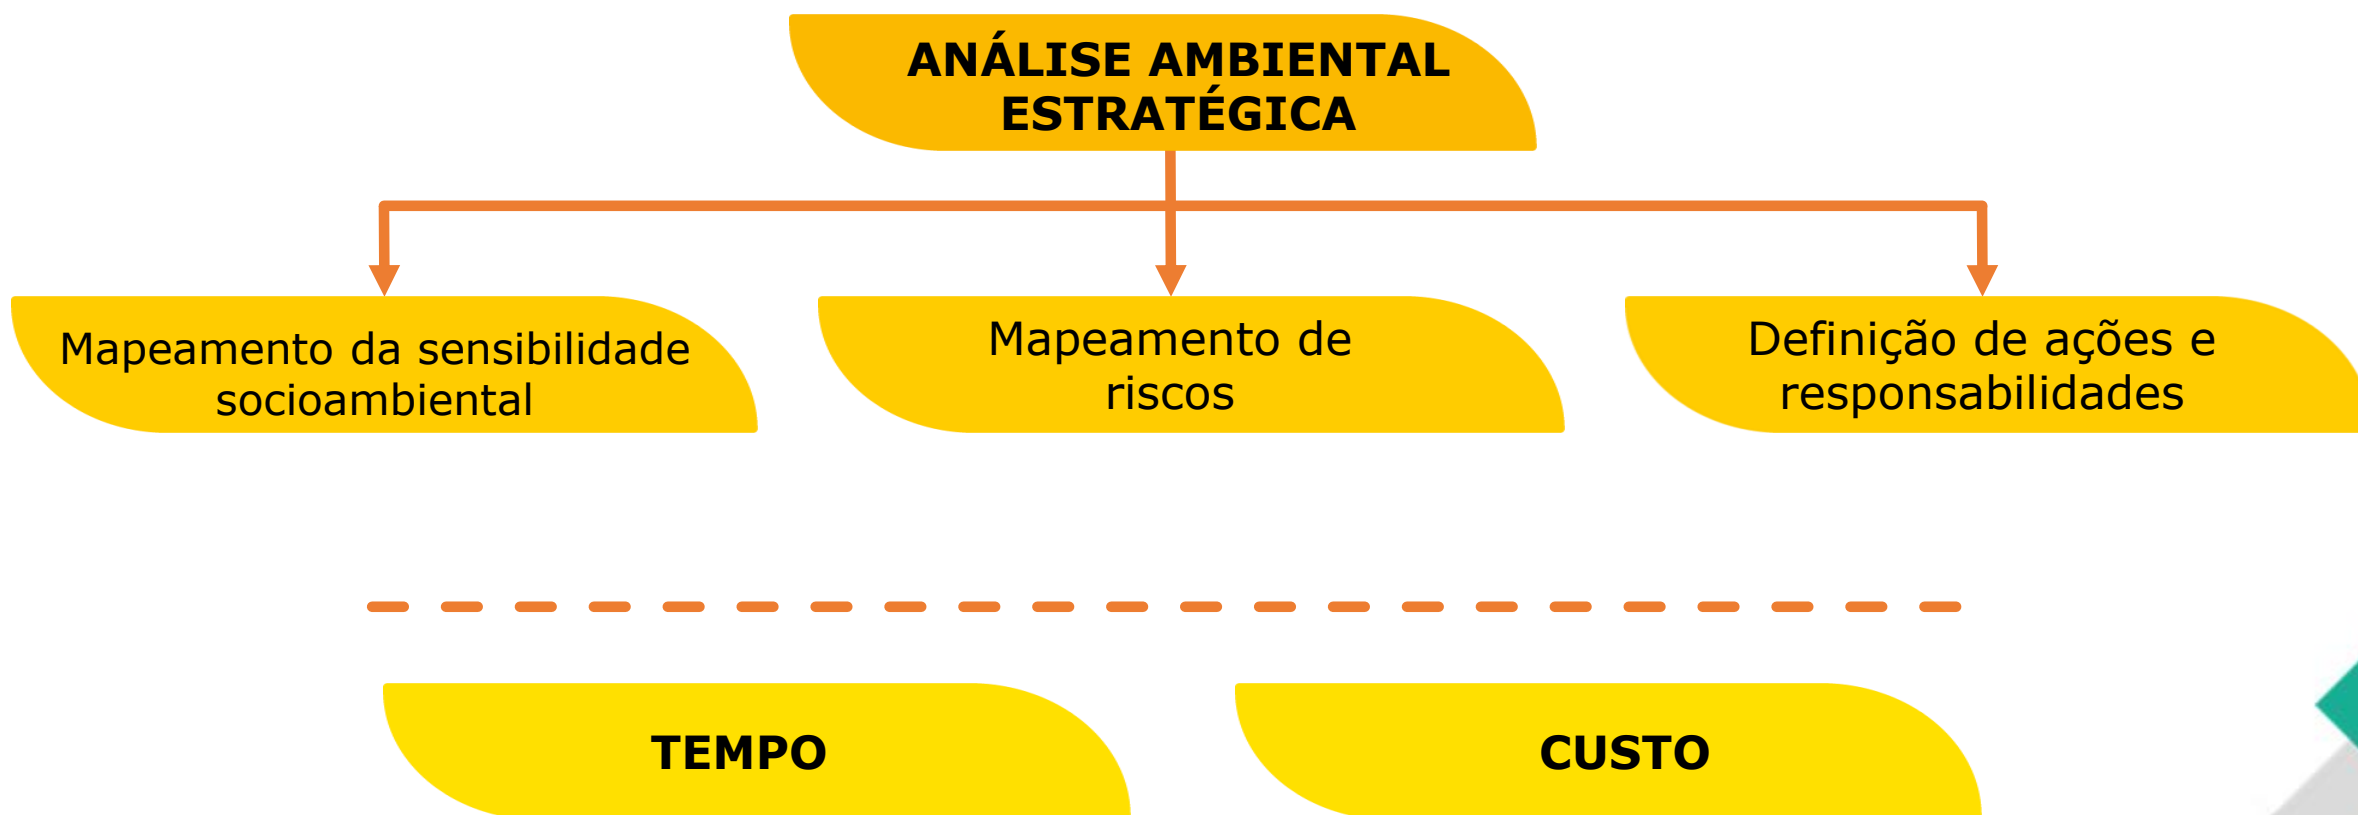 ANÁLISE AMBIENTAL
ESTRATÉGICA
Mapeamento da sensibilidade
socioambiental
Mapeamento de
riscos
Definição de ações e
responsabilidades
TEMPO
CUSTO